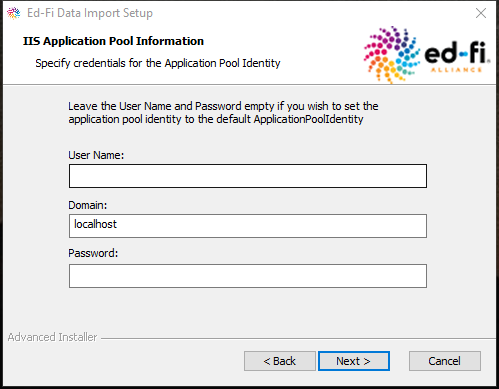 Ed-Fi Data Import Setup
IIS Application Pool Information
Specify credentials for the Application Pool Identity
ed-fi
ALLIANCE
Leave the User Name and Password empty if you wish to set the
application pool identity to the default ApplicationPoolIdentity
User Name:
Domain:
localhost
Password:
Advanced Installer
< Back
Next >
Cancel